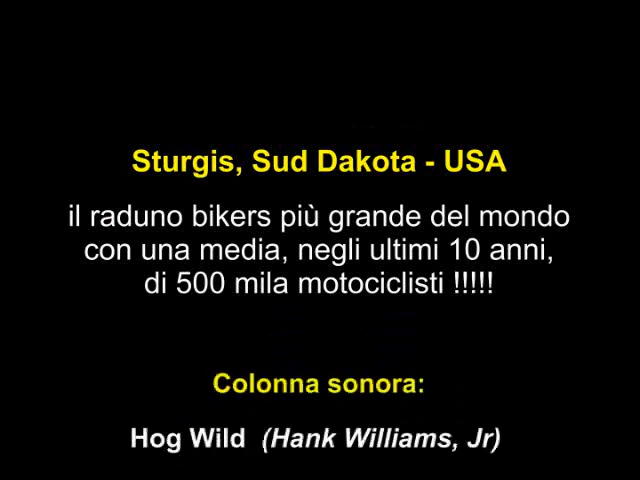 Sturgis, Sud Dakota - USA
il raduno bikers più grande del mondo
con una media, negli ultimi 10 anni,
di 500 mila motociclisti !!!!!
Colonna sonora:
Hog Wild (Hank Williams, Jr)